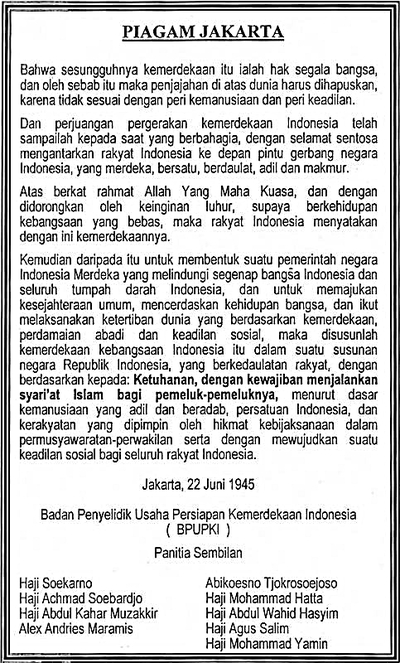 PIAGAM JAKARTA
Bahwa sesungguhnya kemerdekaan itu ialah hak segala bangsa,
dan oleh sebab itu maka penjajahan di atas dunia harus dihapuskan,
karena tidak sesuai dengan peri kemanusiaan dan peri keadilan.
Dan perjuangan pergerakan kemerdekaan Indonesia telah
sampailah kepada saat yang berbahagia, dengan selamat sentosa
mengantarkan rakyat Indonesia ke depan pintu gerbang negara
Indonesia, yang merdeka, bersatu, berdaulat, adil dan makmur.
Atas berkat rahmat Allah Yang Maha Kuasa, dan dengan
didorongkan oleh keinginan luhur, supaya berkehidupan
kebangsaan yang bebas, maka rakyat Indonesia menyatakan
dengan ini kemerdekaannya.
Kemudian daripada itu untuk membentuk suatu pemerintah negara
Indonesia Merdeka yang melindungi segenap bangsa Indonesia dan
seluruh tumpah darah Indonesia, dan untuk memajukan
kesejahteraan umum, mencerdaskan kehidupan bangsa, dan ikut
melaksanakan ketertiban dunia yang berdasarkan kemerdekaan,
perdamaian abadi dan keadilan sosial, maka disusunlah
kemerdekaan kebangsaan Indonesia itu dalam suatu susunan
negara Republik Indonesia, yang berkedaulatan rakyat, dengan
berdasarkan kepada: Ketuhanan, dengan kewajiban menjalankan
syari'at Islam bagi pemeluk-pemeluknya, menurut dasar
kemanusiaan yang adil dan beradab, persatuan Indonesia, dan
kerakyatan yang dipimpin oleh hikmat kebijaksanaan dalam
permusyawaratan-perwakilan serta dengan mewujudkan suatu
keadilan sosial bagi seluruh rakyat Indonesia.
Jakarta, 22 Juni 1945
Badan Penyelidik Usaha Persiapan Kemerdekaan Indonesia
( BPUPKI )
Panitia Sembilan
Haji Soekarno
Haji Achmad Soebardjo
Haji Abdul Kahar Muzakkir
Alex Andries Maramis
Abikoesno Tjokrosoejoso
Haji Mohammad Hatta
Haji Abdul Wahid Hasyim
Haji Agus Salim
Haji Mohammad Yamin